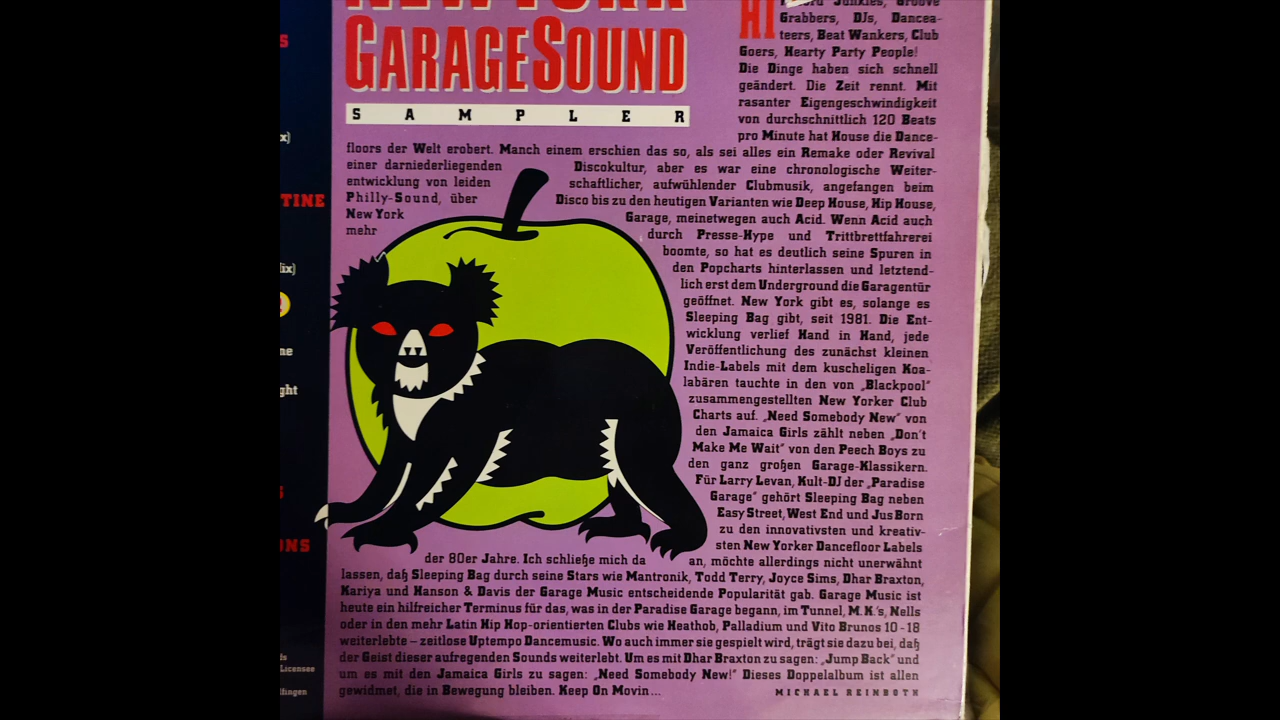 NEW YORK
GARAGESOUND
SAMPLER
HI Record Junkies, Groove
Grabbers, DJs, Dancea-
teers, Beat Wankers, Club
Goers, Hearty Party People!
Die Dinge haben sich schnell
geändert. Die Zeit rennt. Mit
rasanter Eigengeschwindigkeit
von durchschnittlich 120 Beats
pro Minute hat House die Dance-
floors der Welt erobert. Manch einem erschien das so, als sei alles ein Remake oder Revival
einer darniederliegenden Discokultur, aber es war eine chronologische Weiter-
entwicklung von leiden schaftlicher, aufwühlender Clubmusik, angefangen beim
Philly-Sound, über Disco bis zu den heutigen Varianten wie Deep House, Hip House,
New York Garage, meinetwegen auch Acid. Wenn Acid auch
mehr durch Presse-Hype und Trittbrettfahrerei
boomte, so hat es deutlich seine Spuren in
den Popcharts hinterlassen und letztend-
lich erst dem Underground die Garagentür
geöffnet. New York gibt es, solange es
Sleeping Bag gibt, seit 1981. Die Ent-
wicklung verlief Hand in Hand, jede
Veröffentlichung des zunächst kleinen
Indie-Labels mit dem kuscheligen Koa-
labären tauchte in den von „Blackpool"
zusammengestellten New Yorker Club
Charts auf. „Need Somebody New" von
den Jamaica Girls zählt neben „Don't
Make Me Wait" von den Peech Boys zu
den ganz großen Garage-Klassikern.
Für Larry Levan, Kult-DJ der „Paradise
Garage" gehört Sleeping Bag neben
Easy Street, West End und Jus Born
zu den innovativsten und kreativ-
sten New Yorker Dancefloor Labels
der 80er Jahre. Ich schließe mich da an, möchte allerdings nicht unerwähnt
lassen, daß Sleeping Bag durch seine Stars wie Mantronik, Todd Terry, Joyce Sims, Dhar Braxton,
Kariya und Hanson & Davis der Garage Music entscheidende Popularität gab. Garage Music ist
heute ein hilfreicher Terminus für das, was in der Paradise Garage begann, im Tunnel, M.K.'s, Nells
oder in den mehr Latin Hip Hop-orientierten Clubs wie Heathob, Palladium und Vito Brunos 10-18
weiterlebte – zeitlose Uptempo Dancemusic. Wo auch immer sie gespielt wird, trägt sie dazu bei, daß
der Geist dieser aufregenden Sounds weiterlebt. Um es mit Dhar Braxton zu sagen: „Jump Back" und
um es mit den Jamaica Girls zu sagen: „Need Somebody New!" Dieses Doppelalbum ist allen
gewidmet, die in Bewegung bleiben. Keep On Movin...
MICHAEL REINBOTH
S
x)
TINE
ix)
ne
ght
S
ONS
ds
Licensee
lfingen